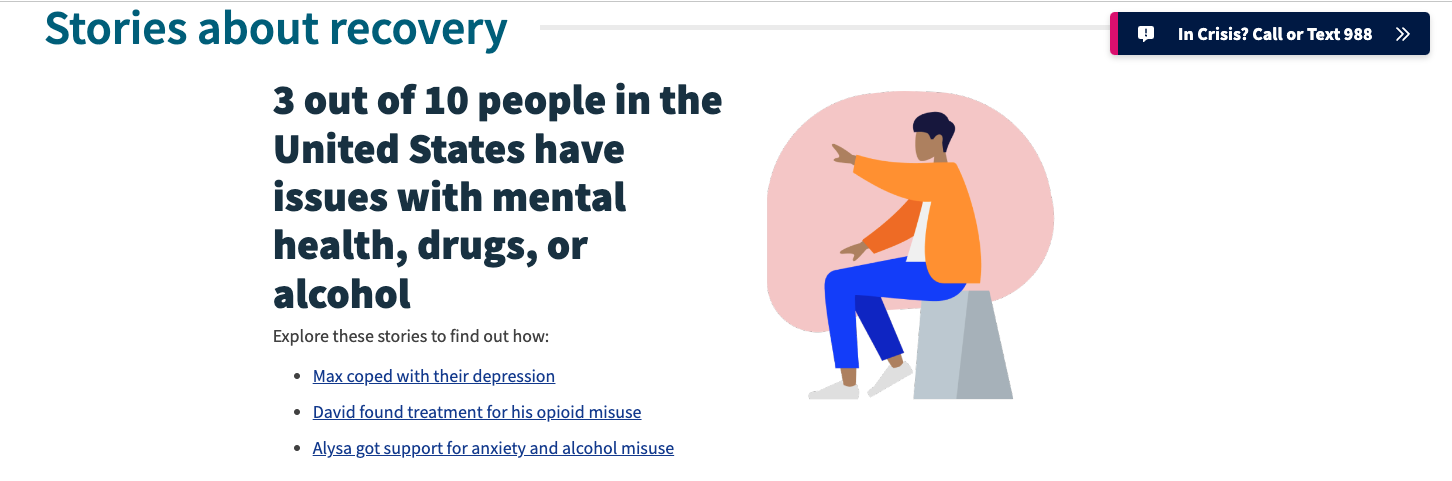 Stories about recovery
In Crisis? Call or Text 988
3 out of 10 people in the
United States have
issues with mental
health, drugs, or
alcohol
Explore these stories to find out how:
Max coped with their depression
David found treatment for his opioid misuse
Alysa got support for anxiety and alcohol misuse